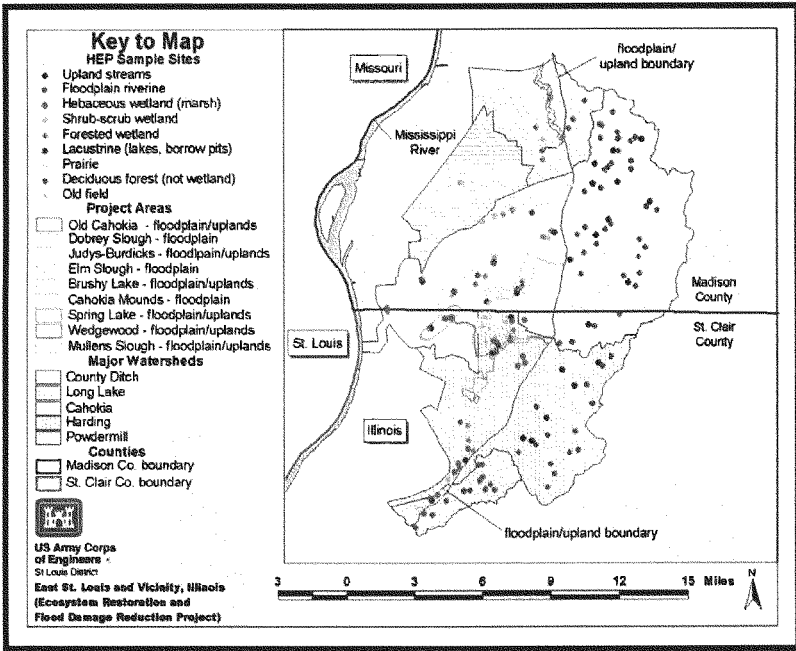 Key to Map
HEP Sample Sites
Upland streams
Floodplain riverine
Hebaceous wetland (marsh)
Shrub-scrub wetland
Forested wetland
Lacustrine (lakes, borrow pits)
Prairie
Deciduous forest (not wetland)
Old field
Project Areas
Old Cahokia - floodplain/uplands
Dobrey Slough - floodplain
Judys-Burdicks - floodlpain/uplands
Elm Slough - floodplain
Brushy Lake - floodplain/uplands
Cahokia Mounds - floodplain
Spring Lake - floodplain/uplands
Wedgewood - floodplain/uplands
Mullens Slough - floodplain/uplands
Major Watersheds
County Ditch
Long Lake
Cahokia
Harding
Powdermill
Counties
Madison Co. boundary
St. Clair Co. boundary
US Army Corps
of Engineers
St Louis District
East St. Louis and Vicinity, Illinois
(Ecosystem Restoration and
Flood Damage Reduction Project)
Missouri
floodplain/
upland boundary
Mississippi
River
Madison
County
St. Louis
St. Clair
County
Illinois
floodplain/upland boundary
3 0 3 6 9 12 15 Miles
N